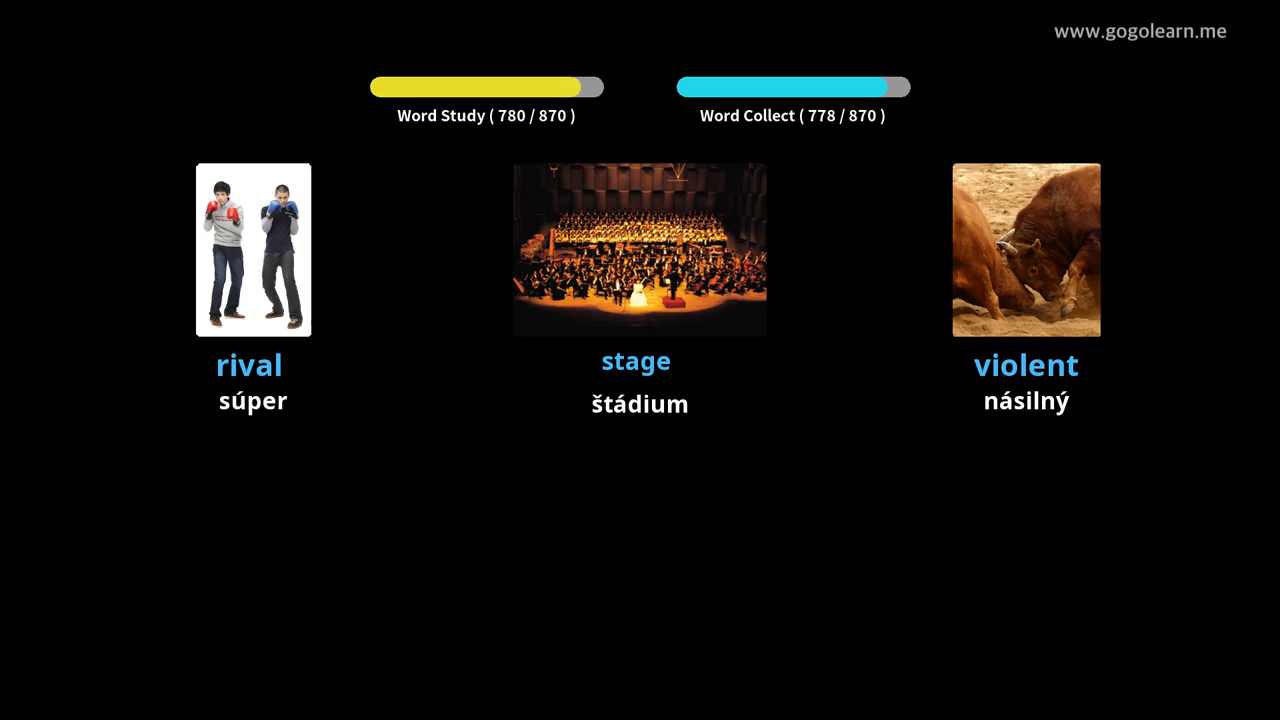 www.gogolearn.me
Word Study ( 780 / 870 )
Word Collect ( 778 / 870 )
rival
súper
stage
štádium
violent
násilný